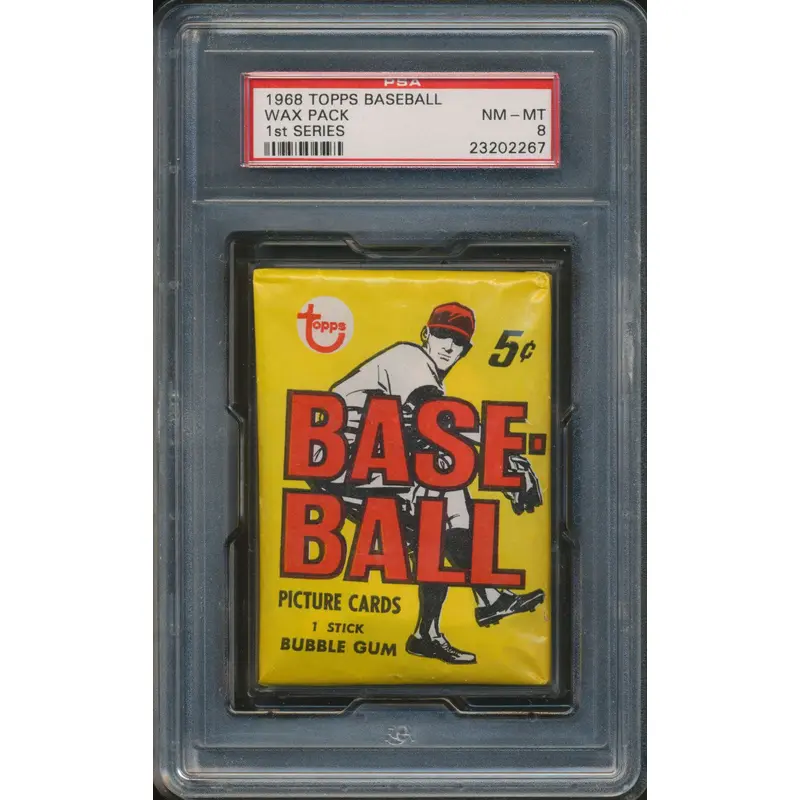 PSA
1968 TOPPS BASEBALL
WAX PACK
NM - MT
1st SERIES
8
23202267
Topps
5¢
BASE-
BALL
PICTURE CARDS
1 STICK
BUBBLE GUM